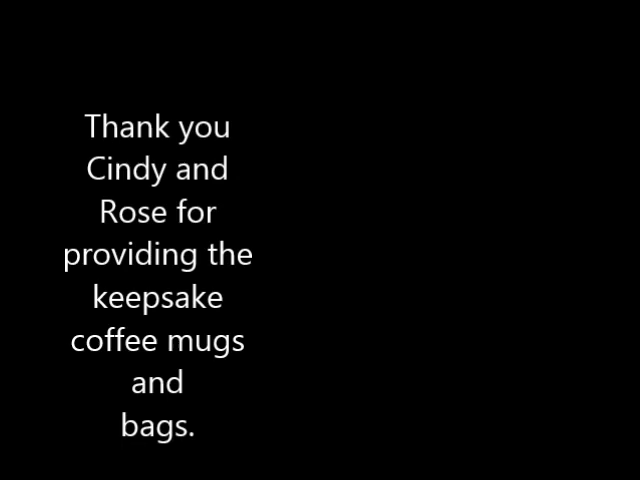 Thank you
Cindy and
Rose for
providing the
keepsake
coffee mugs
and
bags.